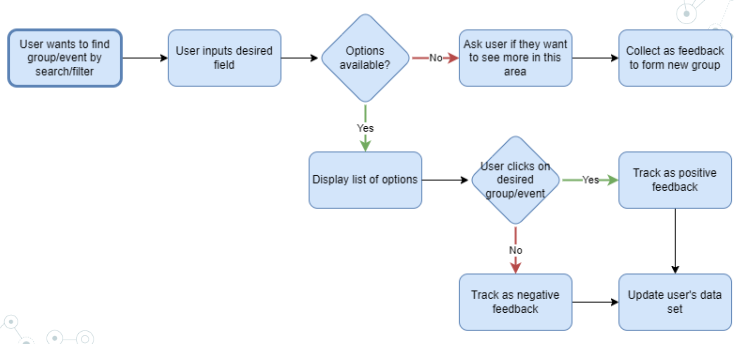 User wants to find
group/event by
search/filter
User inputs desired
field
Options
available?
No
Ask user if they want
to see more in this
area
Collect as feedback
to form new group
Yes
Display list of options
User clicks on
desired
group/event
Yes
Track as positive
feedback
No
Track as negative
feedback
Update user's data
set